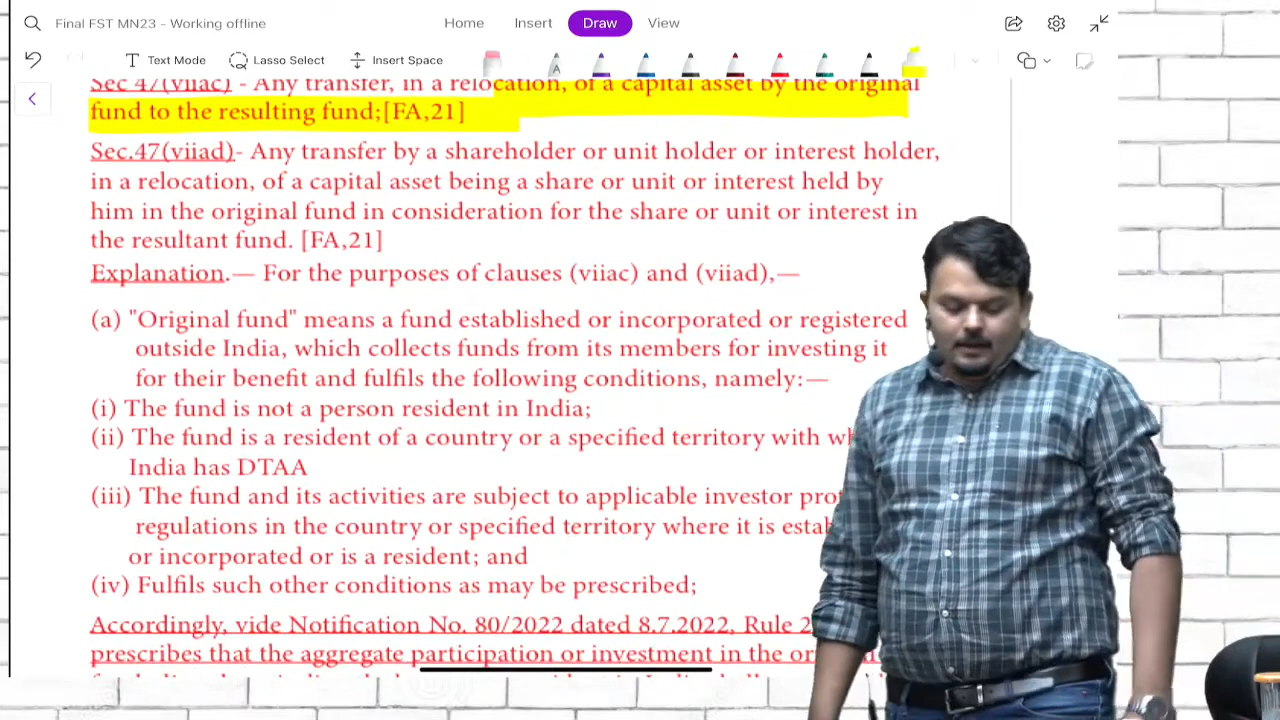 Final FST MN23 - Working offline
Home Insert Draw View
Text Mode Lasso Select Insert Space
Sec 47(viiac) - Any transfer, in a relocation, of a capital asset by the original
fund to the resulting fund;[FA,21]
Sec.47(viiad)- Any transfer by a shareholder or unit holder or interest holder,
in a relocation, of a capital asset being a share or unit or interest held by
him in the original fund in consideration for the share or unit or interest in
the resultant fund. [FA,21]
Explanation.— For the purposes of clauses (viiac) and (viiad),—
(a) "Original fund" means a fund established or incorporated or registered
outside India, which collects funds from its members for investing it
for their benefit and fulfils the following conditions, namely:—
(i) The fund is not a person resident in India;
(ii) The fund is a resident of a country or a specified territory with
India has DTAA
(iii) The fund and its activities are subject to applicable investor
regulations in the country or specified territory where it is
or incorporated or is a resident; and
(iv) Fulfils such other conditions as may be prescribed;
Accordingly, vide Notification No. 80/2022 dated 8.7.2022, Rule
prescribes that the aggregate participation or investment in the